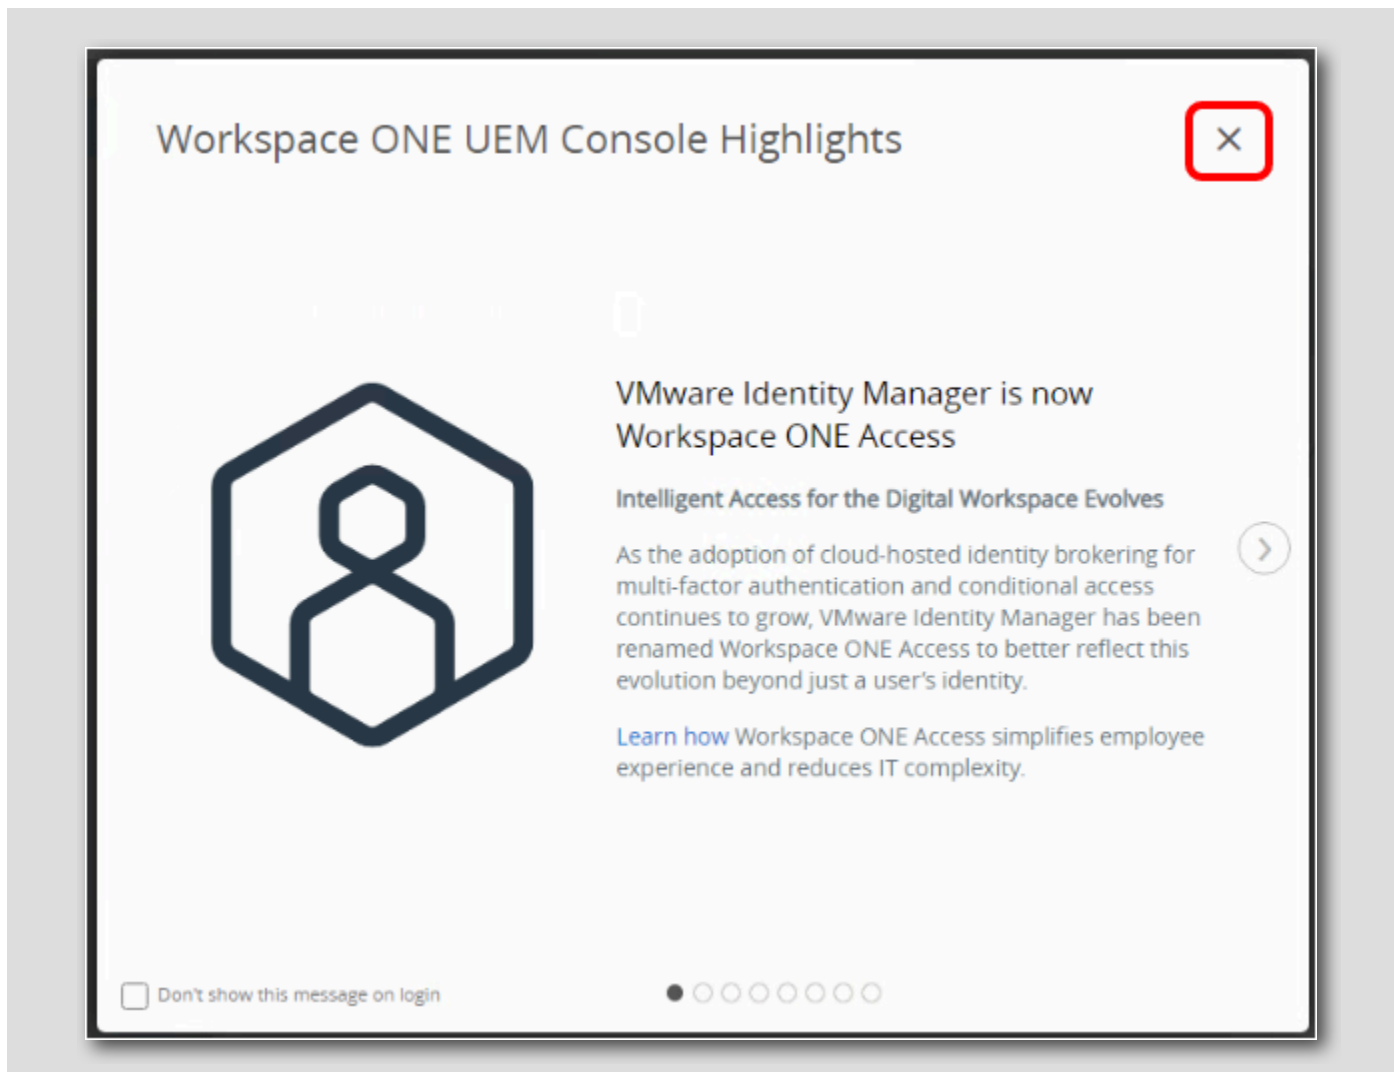 Workspace ONE UEM Console Highlights
VMware Identity Manager is now
Workspace ONE Access
Intelligent Access for the Digital Workspace Evolves
As the adoption of cloud-hosted identity brokering for
multi-factor authentication and conditional access
continues to grow, VMware Identity Manager has been
renamed Workspace ONE Access to better reflect this
evolution beyond just a user's identity.
Learn how Workspace ONE Access simplifies employee
experience and reduces IT complexity.
Don't show this message on login